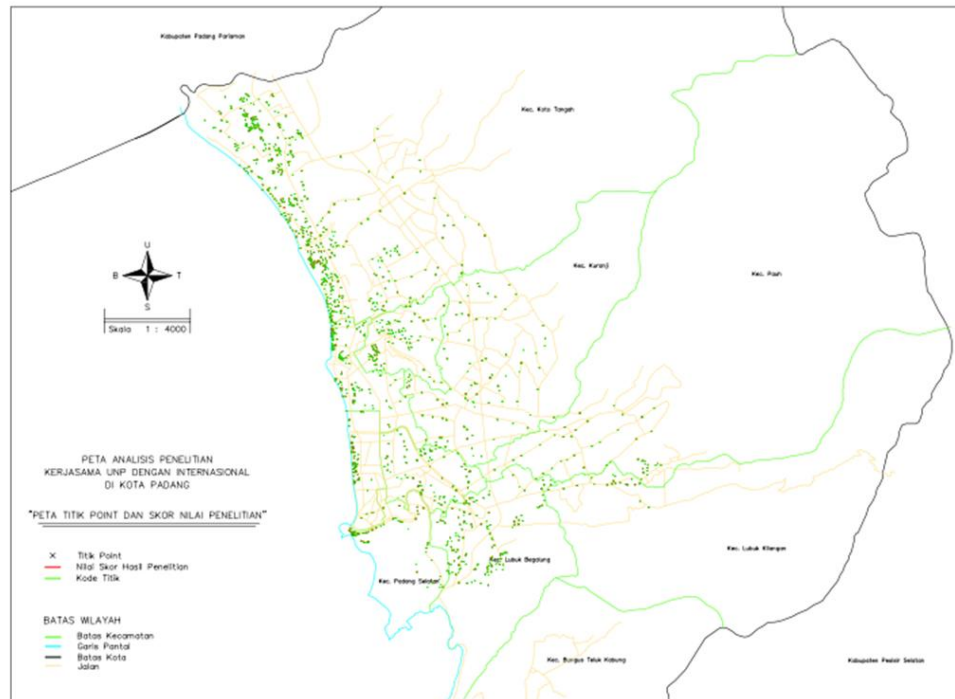 Kabupaten Padang Pariaman
Kec. Koto Tangah
Kec. Kuranji
Kec. Pauh
U
B T
S
Skala 1 : 4000
PETA ANALISIS PENELITIAN
KERJASAMA UNP DENGAN INTERNASIONAL
DI KOTA PADANG
"PETA TITIK POINT DAN SKOR NILAI PENELITIAN"
Titik Point
Nilai Skor Hasil Penelitian
Kode Titik
BATAS WILAYAH
Batas Kecamatan
Garis Pantai
Batas Kota
Jalan
Kec. Lubuk Kilangan
Kec. Lubuk Begalung
Kec. Padang Selatan
Kec. Bungus Teluk Kabung
Kabupaten Pesisir Selatan